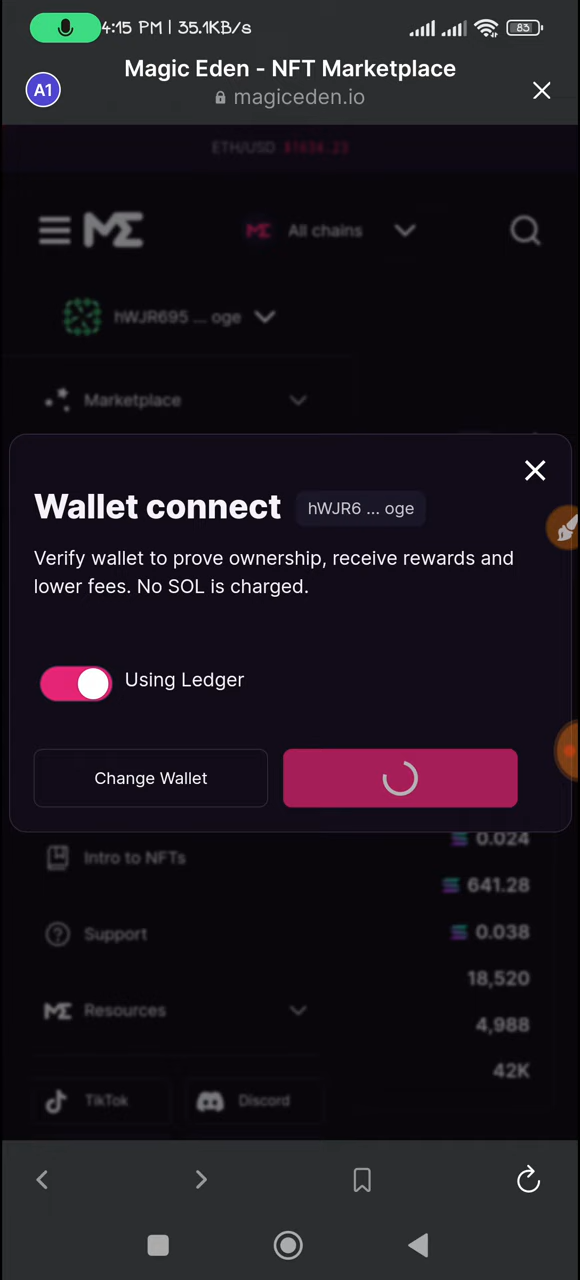 4:15 PM | 35.1KB/s
83
Magic Eden - NFT Marketplace
A1
magiceden.io
ETH/USD
ME
All chains
hWJR695 ... oge
Marketplace
Wallet connect
hWJR6 ... oge
Verify wallet to prove ownership, receive rewards and
lower fees. No SOL is charged.
Using Ledger
Change Wallet
0.024
Intro to NFTs
641.28
Support
0.038
18,520
Resources
4,988
42K
TikTok
Discord